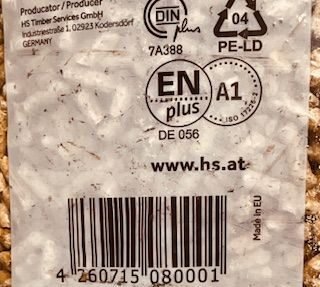 Producator / Producer
HS Timber Services GmbH
Industriestraße 1, 02923 Kodersdorf
GERMANY
DIN
plus
7A388
04
PE-LD
EN
plus
A1
ISO 17225-2
DE 056
www.hs.at
Made in EU
4 260715 080001